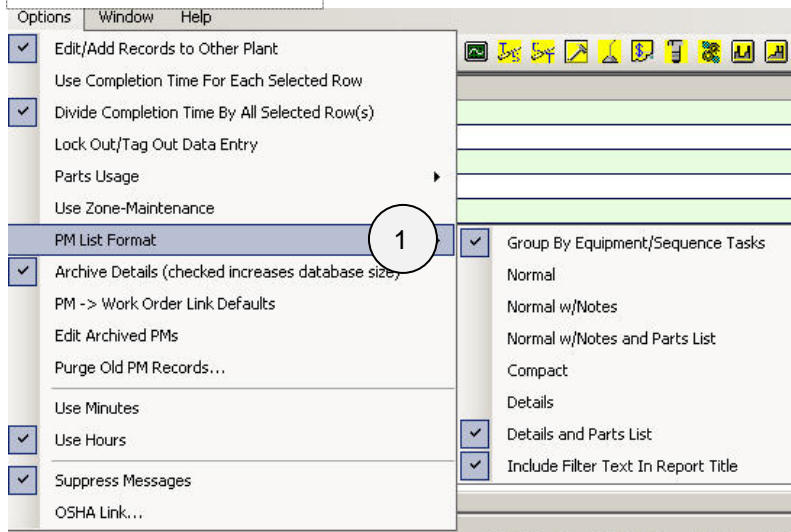 Options Window Help
Edit/Add Records to Other Plant
Use Completion Time For Each Selected Row
Divide Completion Time By All Selected Row(s)
Lock Out/Tag Out Data Entry
Parts Usage
Use Zone-Maintenance
PM List Format
1
Archive Details (checked increases database size)
PM -> Work Order Link Defaults
Edit Archived PMs
Purge Old PM Records...
Use Minutes
Use Hours
Suppress Messages
OSHA Link...
Group By Equipment/Sequence Tasks
Normal
Normal w/Notes
Normal w/Notes and Parts List
Compact
Details
Details and Parts List
Include Filter Text In Report Title